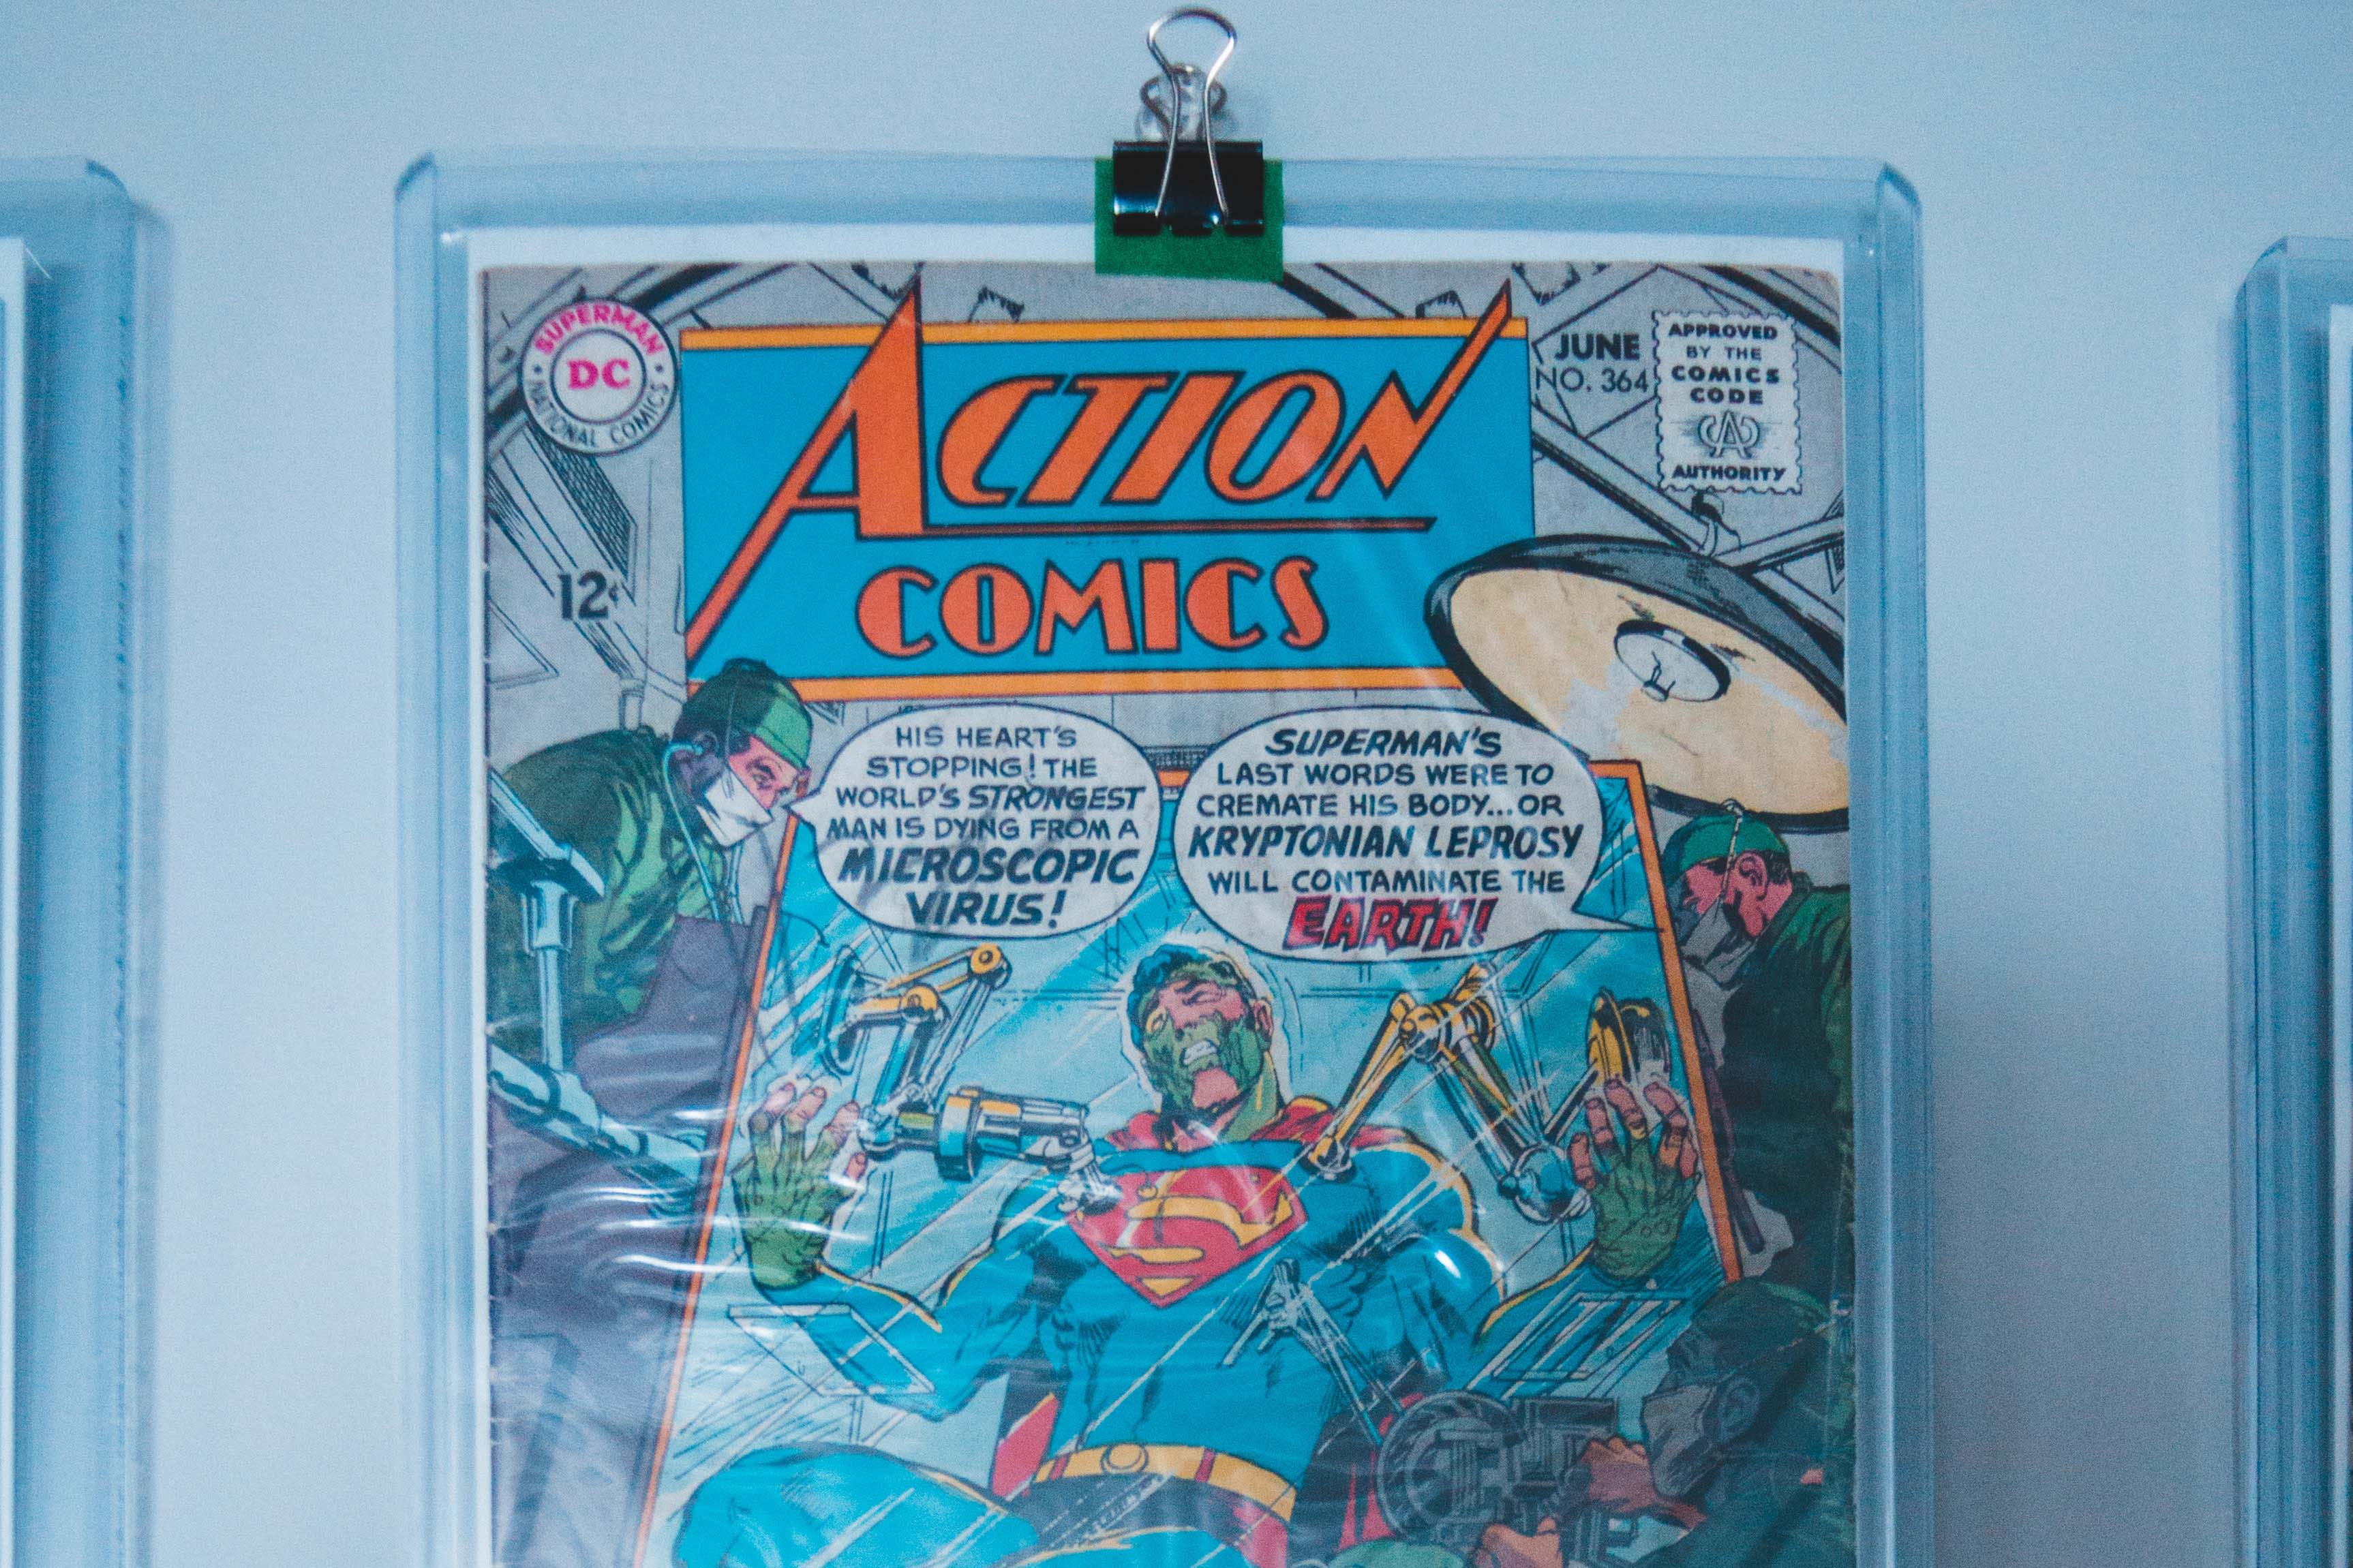 SUPERMAN
DC
NATIONAL COMICS
ACTION
COMICS
JUNE
NO. 364
APPROVED
BY THE
COMICS
CODE
CA
AUTHORITY
12¢
HIS HEART'S
STOPPING! THE
WORLD'S STRONGEST
MAN IS DYING FROM A
MICROSCOPIC
VIRUS!
SUPERMAN'S
LAST WORDS WERE TO
CREMATE HIS BODY...OR
KRYPTONIAN LEPROSY
WILL CONTAMINATE THE
EARTH!
S